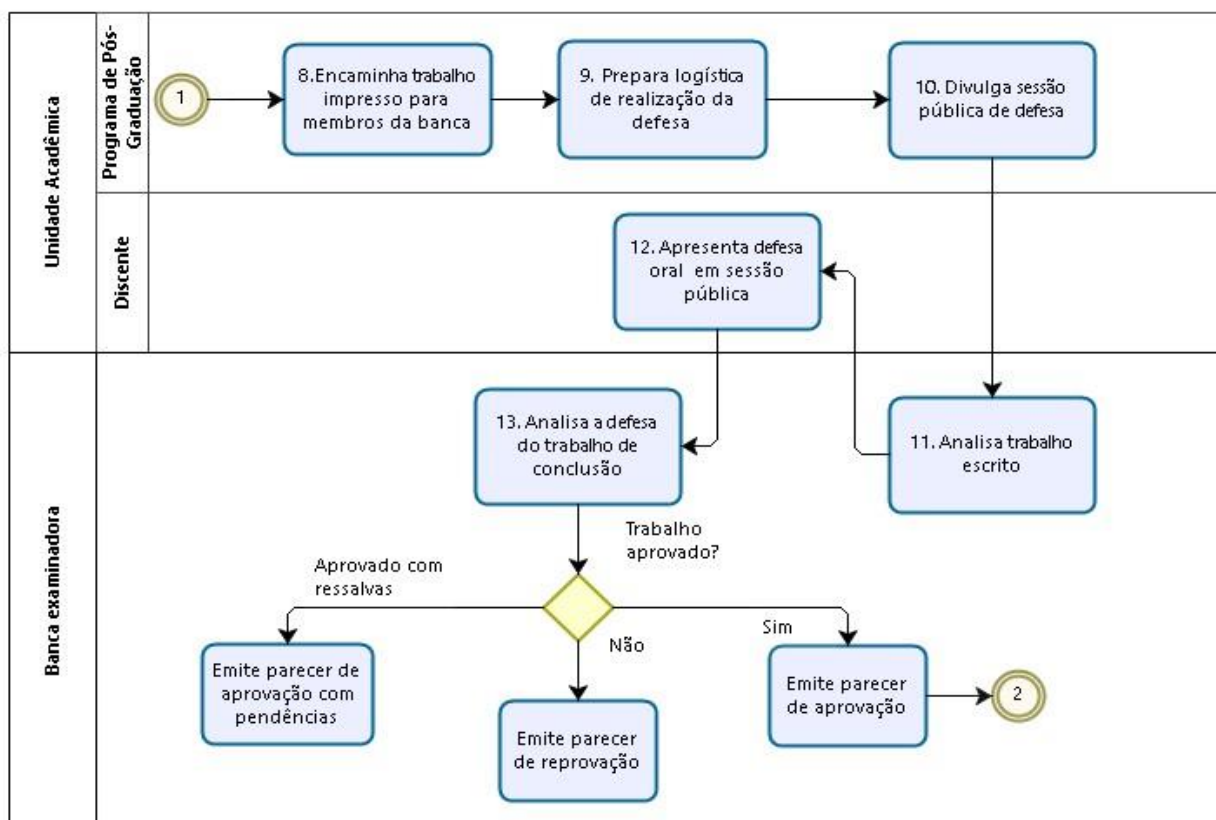 Unidade Acadêmica
Programa de Pós-
Graduação
1
8.Encaminha trabalho
impresso para
membros da banca
9. Prepara logística
de realização da
defesa
10. Divulga sessão
pública de defesa
Discente
12. Apresenta defesa
oral em sessão
pública
Banca examinadora
13. Analisa a defesa
do trabalho de
conclusão
11. Analisa trabalho
escrito
Trabalho
aprovado?
Aprovado com
ressalvas
Não
Sim
Emite parecer de
aprovação com
pendências
Emite parecer
de reprovação
Emite parecer
de aprovação
2